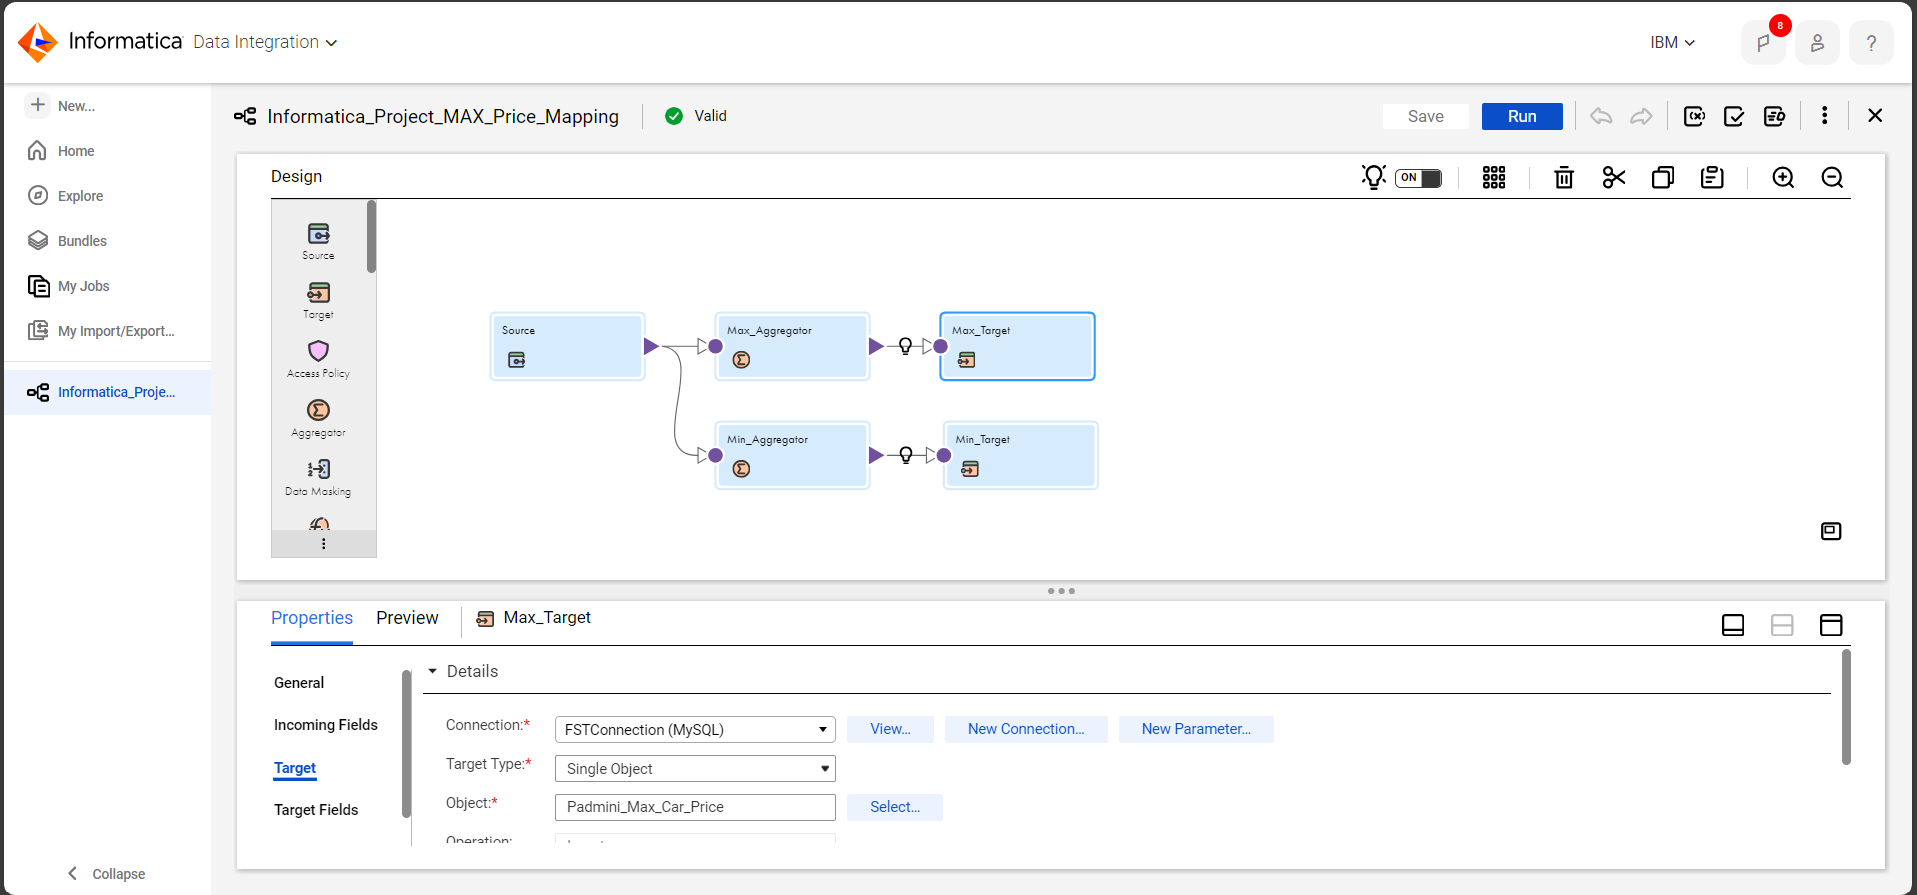 Informatica Data Integration
IBM
8
?
New...
Home
Explore
Bundles
My Jobs
My Import/Export...
Informatica_Proje...
Collapse
Informatica_Project_MAX_Price_Mapping
Valid
Save
Run
Design
ON
Source
Target
Access Policy
Aggregator
Data Masking
Source
Max_Aggregator
Max_Target
Min_Aggregator
Min_Target
Properties
Preview
Max_Target
General
Incoming Fields
Target
Target Fields
Details
Connection:* FSTConnection (MySQL) View... New Connection... New Parameter...
Target Type:* Single Object
Object:* Padmini_Max_Car_Price Select...
Operation: